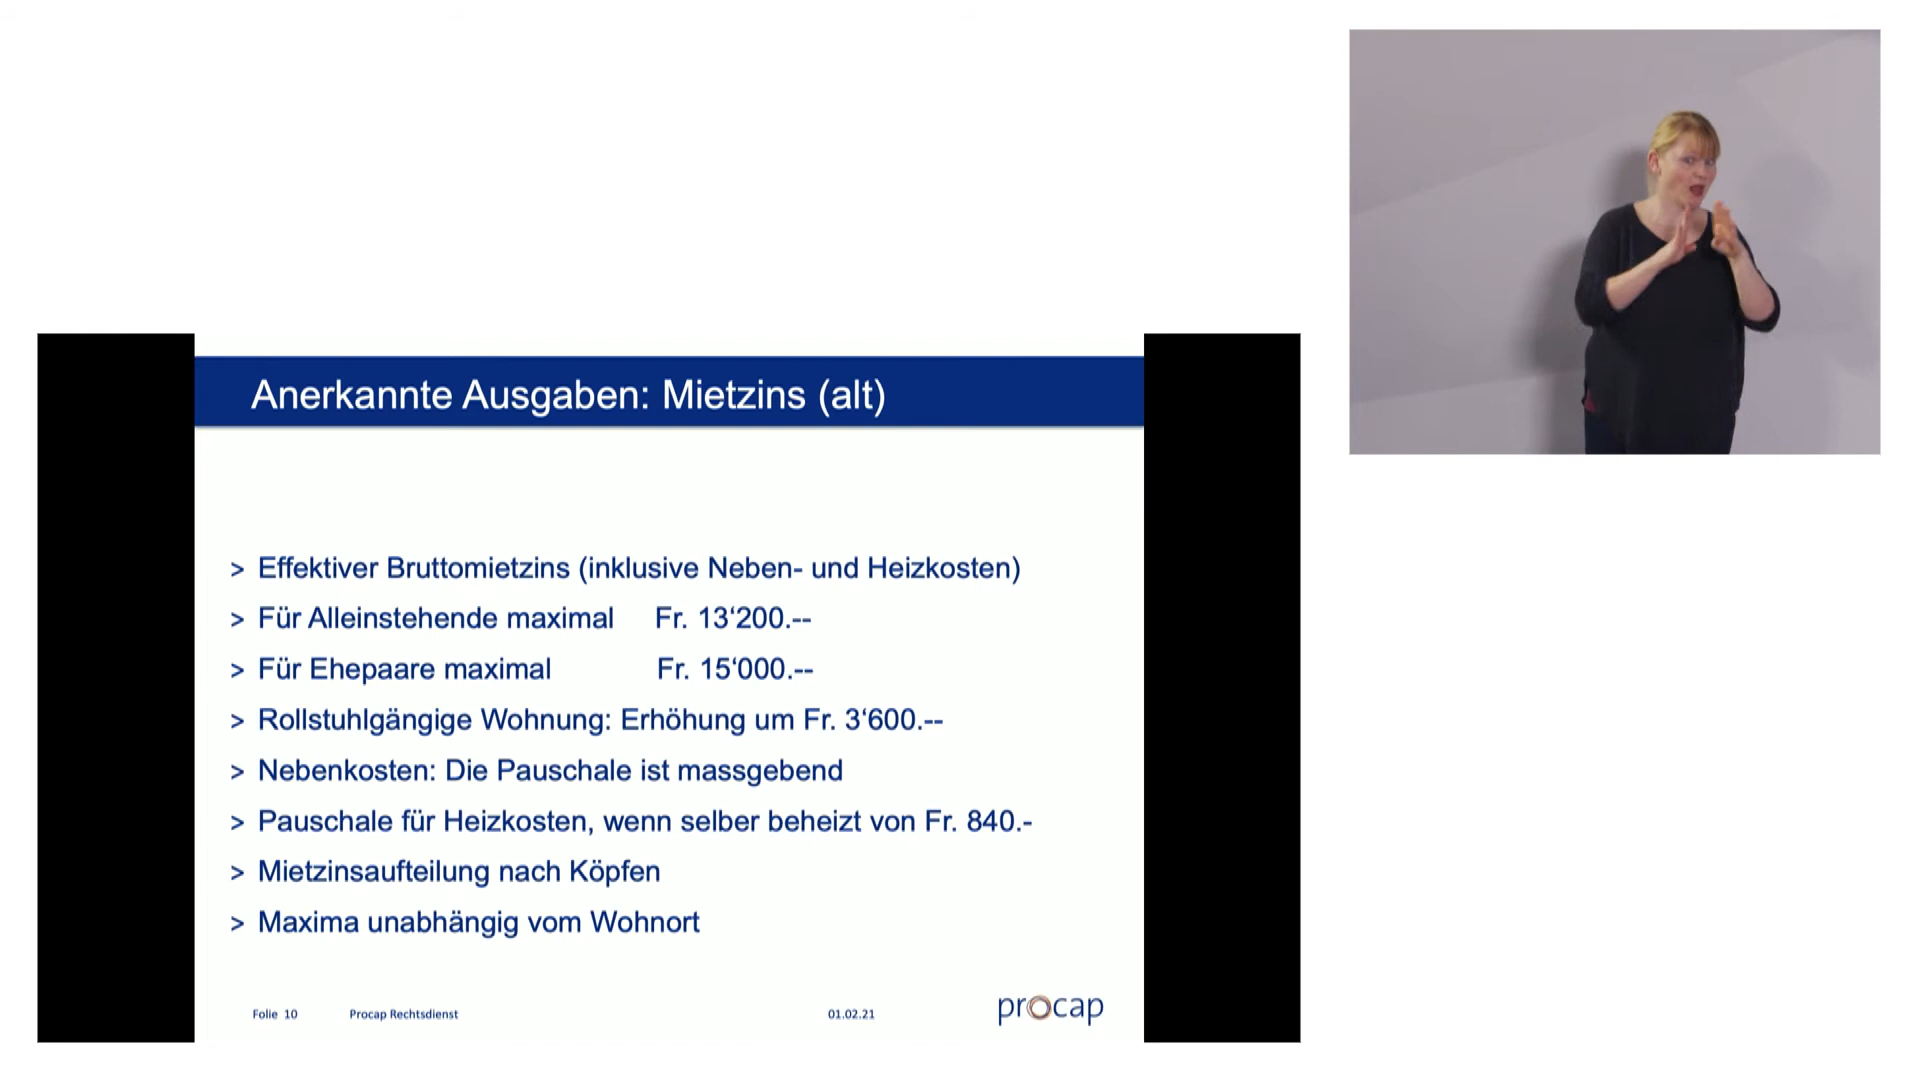 Anerkannte Ausgaben: Mietzins (alt)
> Effektiver Bruttomietzins (inklusive Neben- und Heizkosten)
> Für Alleinstehende maximal Fr. 13‘200.--
> Für Ehepaare maximal Fr. 15‘000.--
> Rollstuhlgängige Wohnung: Erhöhung um Fr. 3‘600.--
> Nebenkosten: Die Pauschale ist massgebend
> Pauschale für Heizkosten, wenn selber beheizt von Fr. 840.-
> Mietzinsaufteilung nach Köpfen
> Maxima unabhängig vom Wohnort
Folie 10 Procap Rechtsdienst 01.02.21 procap